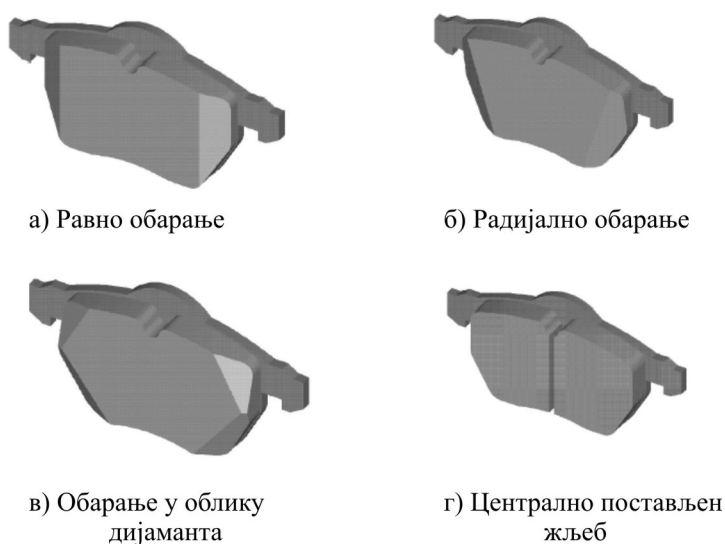 а) Равно обарање
б) Радијално обарање
в) Обарање у облику
дијаманта
г) Централно постављен
жљеб